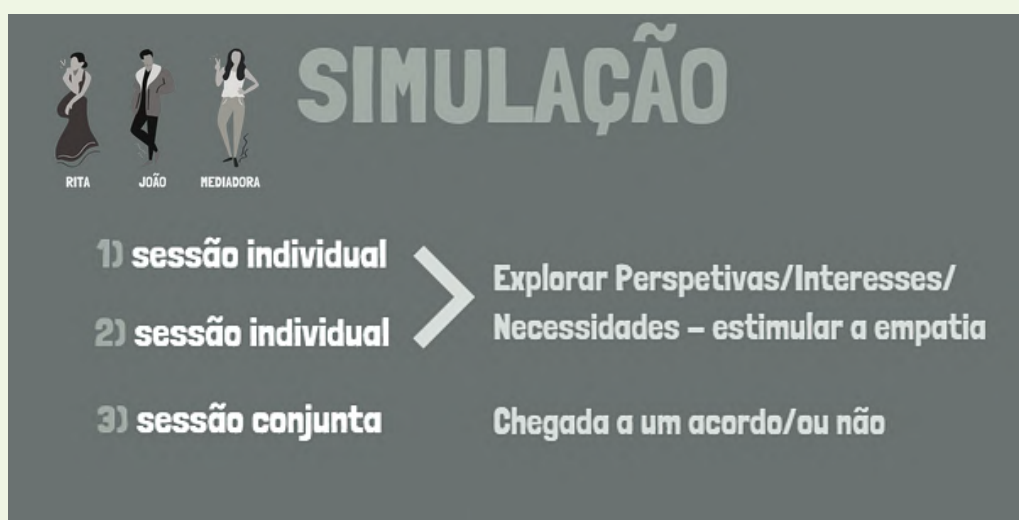 SIMULAÇÃO
RITA
JOÃO
MEDIADORA
1) sessão individual
2) sessão individual
Explorar Perspetivas/Interesses/
Necessidades – estimular a empatia
3) sessão conjunta
Chegada a um acordo/ou não